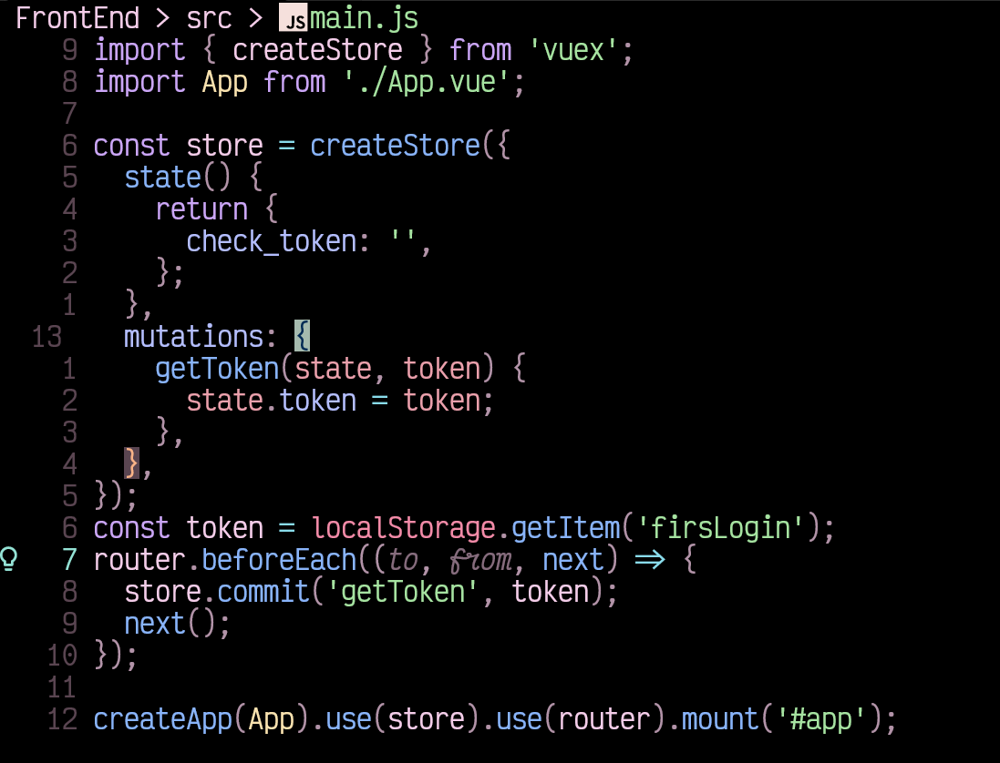 FrontEnd > src > JS main.js
9 import { createStore } from 'vuex';
8 import App from './App.vue';
7
6 const store = createStore({
5   state() {
4     return {
3       check_token: '',
2     };
1   },
13   mutations: {
1     getToken(state, token) {
2       state.token = token;
3     },
4   },
5 });
6 const token = localStorage.getItem('firsLogin');
7 router.beforeEach((to, from, next) => {
8   store.commit('getToken', token);
9   next();
10 });
11
12 createApp(App).use(store).use(router).mount('#app');